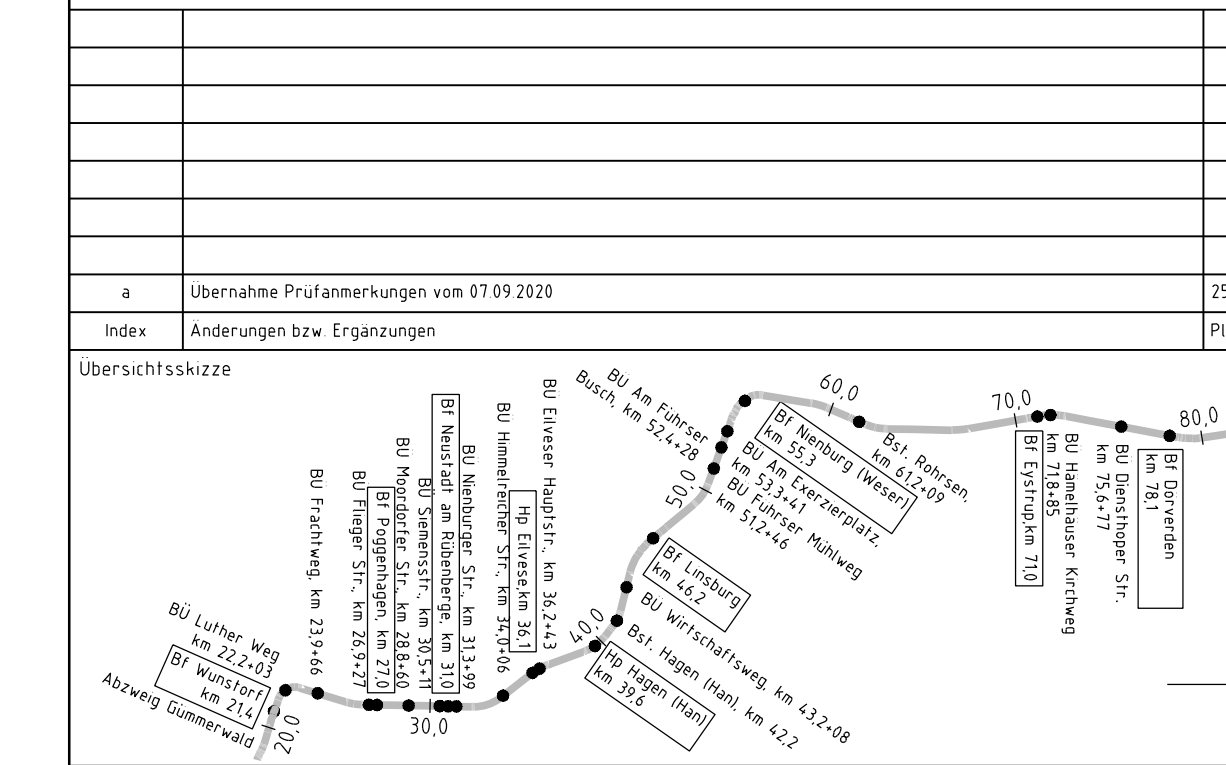 a Übernahme Prüfanmerkungen vom 07.09.2020 25
Index Änderungen bzw. Ergänzungen Pl
Übersichtsskizze
Abzweig Gümmerwald
20,0
Bf Wunstorf
km 21,4
BÜ Luther Weg
km 22,2+03
BÜ Frachtweg, km 23,9+66
BÜ Flieger Str., km 26,9+27
Bf Poggenhagen, km 27,0
BÜ Moordorfer Str., km 28,8+60
30,0
BÜ Siemensstr., km 30,5+11
Bf Neustadt am Rübenberge, km 31,0
BÜ Nienburger Str., km 31,3+99
BÜ Himmelreicher Str., km 34,0+06
Hp Eilvese,km 36,1
BÜ Eilveser Hauptstr., km 36,2+43
40,0
Hp Hagen (Han)
km 39,6
Bst. Hagen (Han), km 42,2
BÜ Wirtschaftsweg, km 43,2+08
Bf Linsburg
km 46,2
50,0
BÜ Führser Mühlweg
km 51,2+46
BÜ Am Führser
Busch, km 52,4+28
BÜ Am Exerzierplatz,
km 53,3+41
Bf Nienburg (Weser)
km 55,3
60,0
Bst. Rohrsen,
km 61,2+09
70,0
Bf Eystrup,km 71,0
BÜ Hämelhäuser Kirchweg
km 71,8+85
BÜ Diensthoper Str.
km 75,6+77
Bf Dörverden
km 78,1
80,0